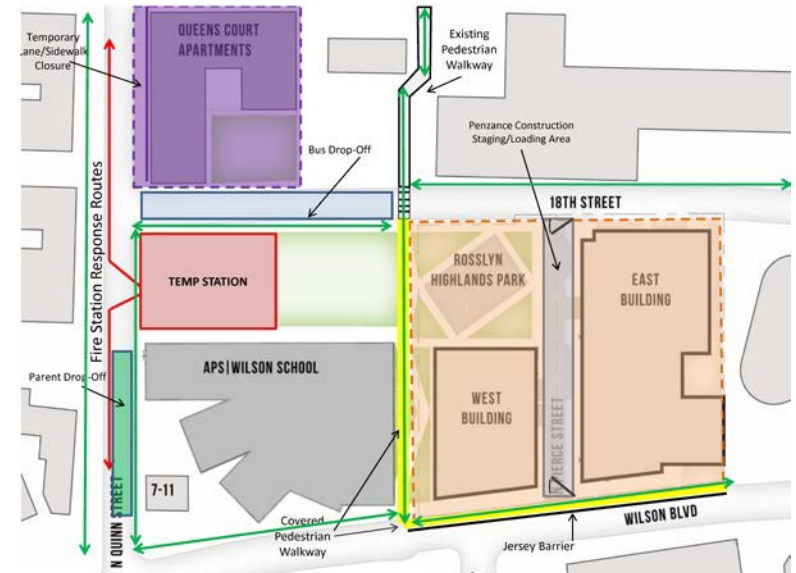 QUEENS COURT
APARTMENTS
Temporary
Lane/Sidewalk
Closure
Existing
Pedestrian
Walkway
Penzance Construction
Staging/Loading Area
Bus Drop-Off
18TH STREET
Fire Station Response Routes
TEMP STATION
ROSSLYN
HIGHLANDS PARK
EAST
BUILDING
APS|WILSON SCHOOL
Parent Drop-Off
WEST
BUILDING
N PIERCE STREET
7-11
N QUINN STREET
Covered
Pedestrian
Walkway
WILSON BLVD
Jersey Barrier